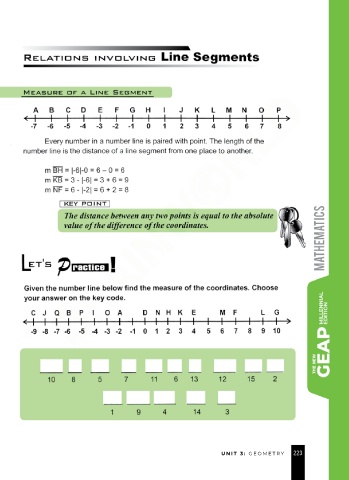 RELATIONS INVOLVING Line Segments
MEASURE OF A LINE SEGMENT
A B C D E F G H I J K L M N O P
-7 -6 -5 -4 -3 -2 -1 0 1 2 3 4 5 6 7 8
Every number in a number line is paired with point. The length of the
number line is the distance of a line segment from one place to another.
m BH = |-6|-0 = 6 – 0 = 6
m KB = 3 - |-6| = 3 + 6 = 9
m NF = 6 - |-2| = 6 + 2 = 8
KEY POINT
The distance between any two points is equal to the absolute
value of the difference of the coordinates.
LET'S Practice!
Given the number line below find the measure of the coordinates. Choose
your answer on the key code.
C J Q B P I O A D N H K E M F L G
-9 -8 -7 -6 -5 -4 -3 -2 -1 0 1 2 3 4 5 6 7 8 9 10
10 8 5 7 11 6 13 12 15 2
1 9 4 14 3
MATHEMATICS
THE NEW
GEAP
MILLENNIAL
EDITION
UNIT 3: GEOMETRY 223